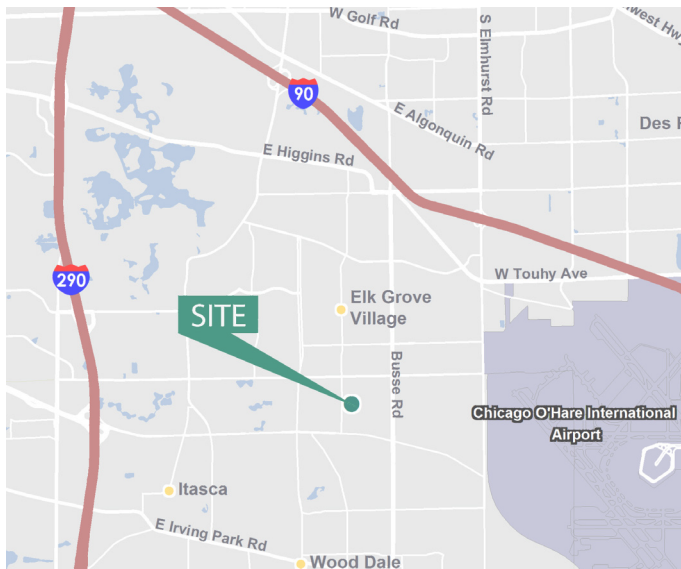 W Golf Rd
S Elmhurst Rd
90
E Algonquin Rd
Des
E Higgins Rd
290
W Touhy Ave
Elk Grove
Village
SITE
Busse Rd
Chicago O'Hare International
Airport
Itasca
E Irving Park Rd
Wood Dale